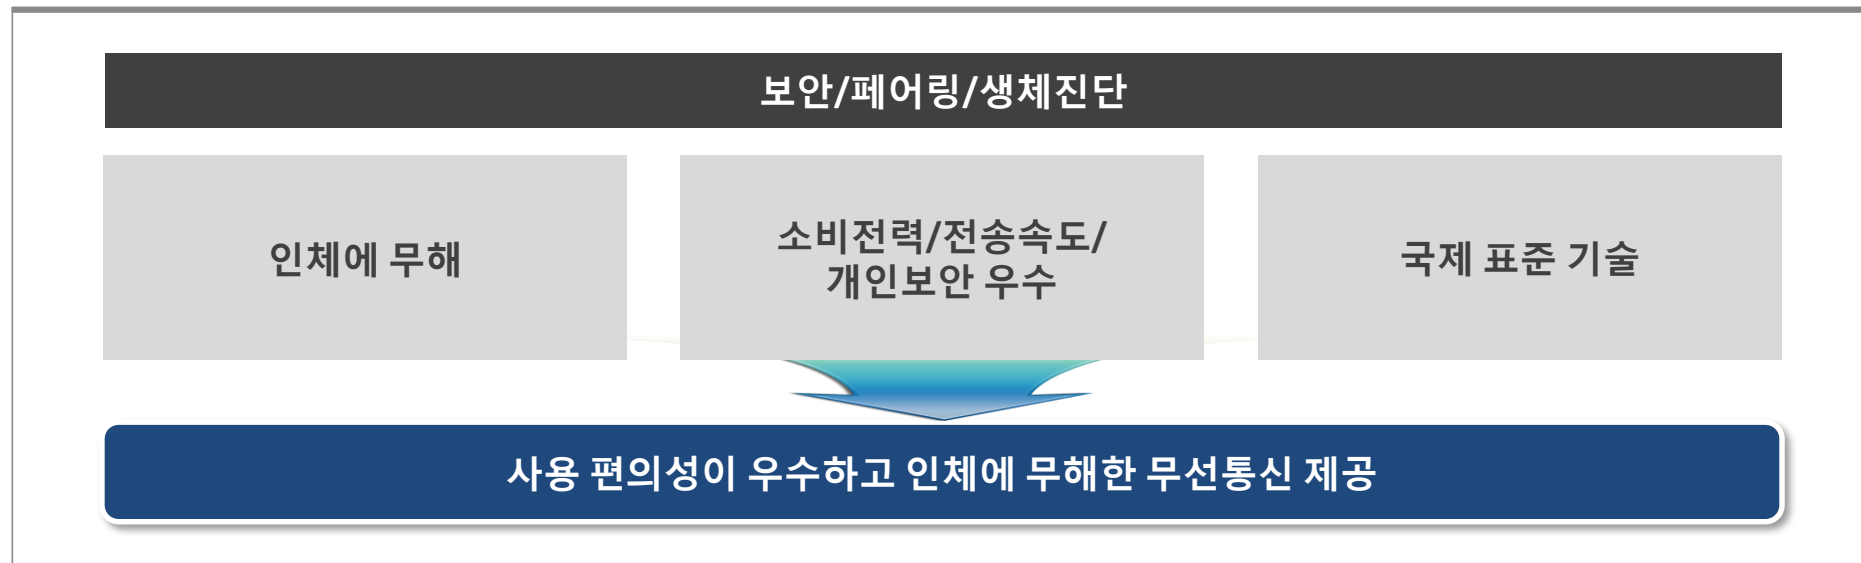 보안/페어링/생체진단
인체에 무해
소비전력/전송속도/
개인보안 우수
국제 표준 기술
사용 편의성이 우수하고 인체에 무해한 무선통신 제공